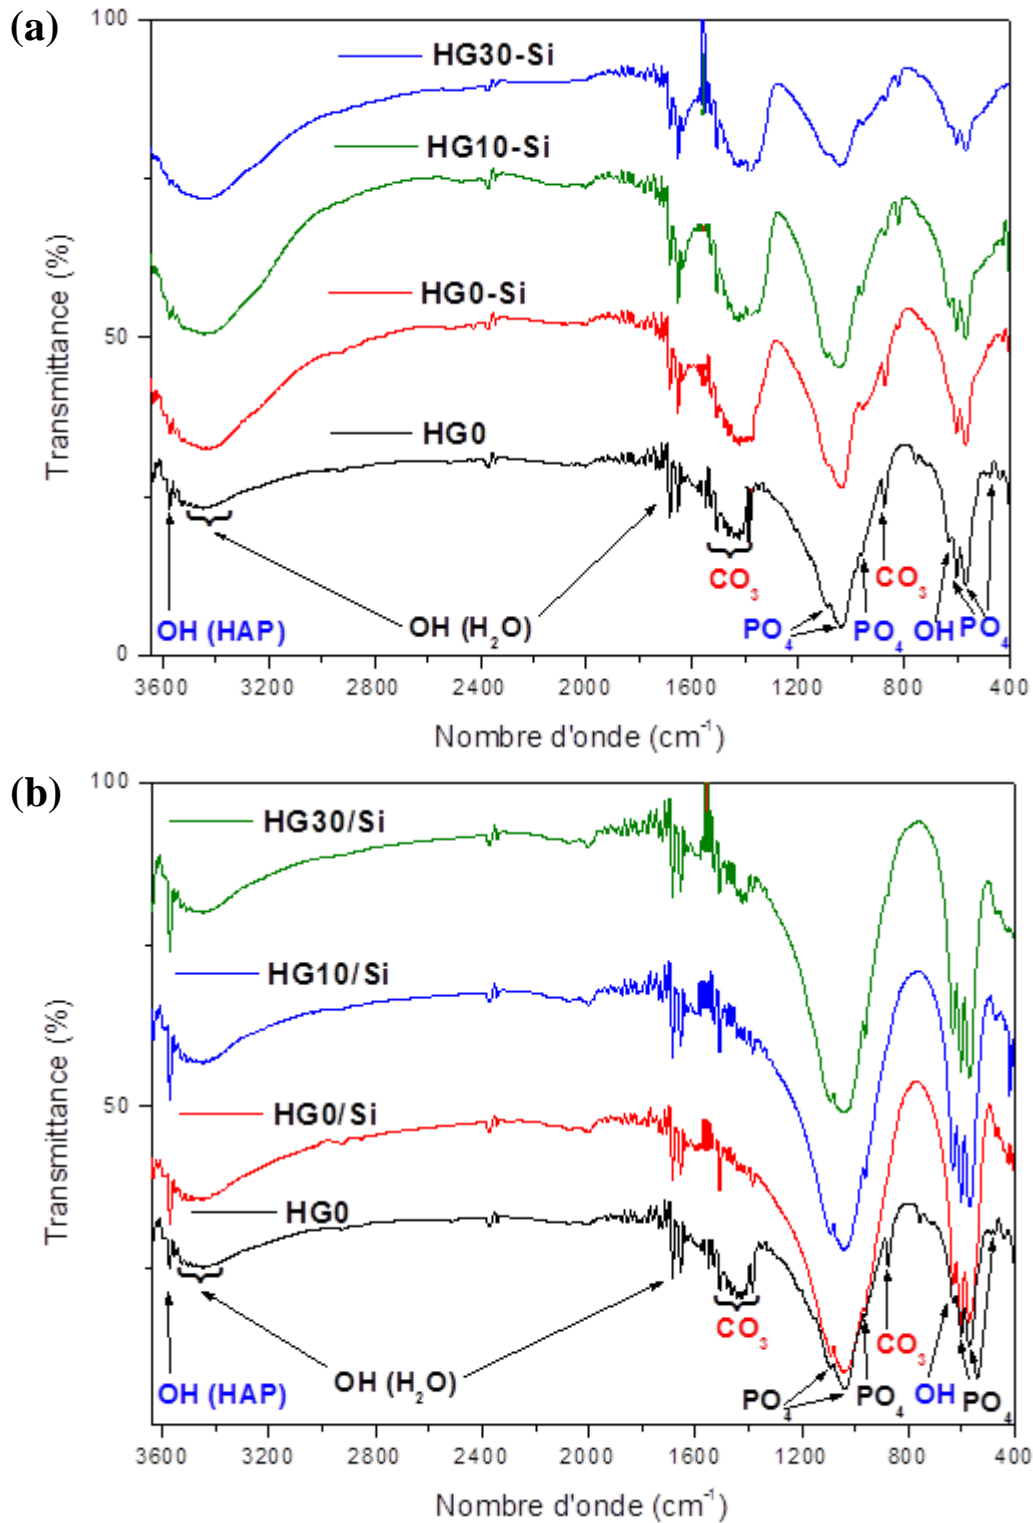 (a)
100
HG30-Si
HG10-Si
HG0-Si
HG0
50
0
Transmittance (%)
OH (HAP)
OH (H₂O)
CO₃
PO₄
PO₄
CO₃
OH
PO₄
3600 3200 2800 2400 2000 1600 1200 800 400
Nombre d'onde (cm⁻¹)
(b)
100
HG30/Si
HG10/Si
HG0/Si
HG0
50
Transmittance (%)
OH (HAP)
OH (H₂O)
CO₃
PO₄
PO₄
CO₃
OH
PO₄
3600 3200 2800 2400 2000 1600 1200 800 400
Nombre d'onde (cm⁻¹)